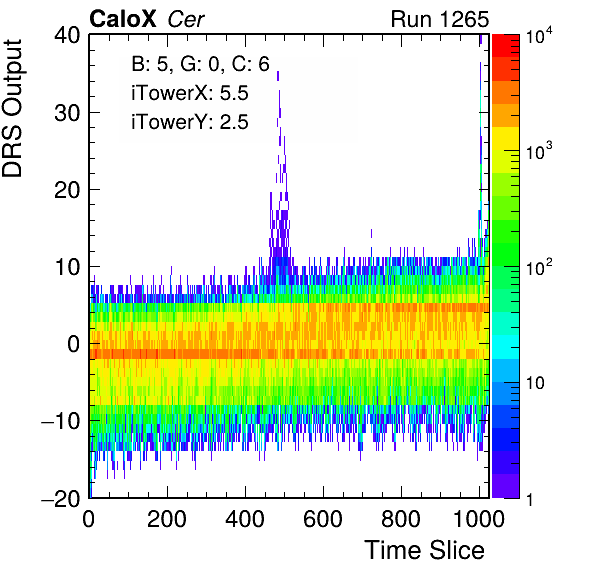 CaloX Cer Run 1265
DRS Output
B: 5, G: 0, C: 6
iTowerX: 5.5
iTowerY: 2.5
40
30
20
10
0
−10
−20
0 200 400 600 800 1000
Time Slice
10^4
10^3
10^2
10
1